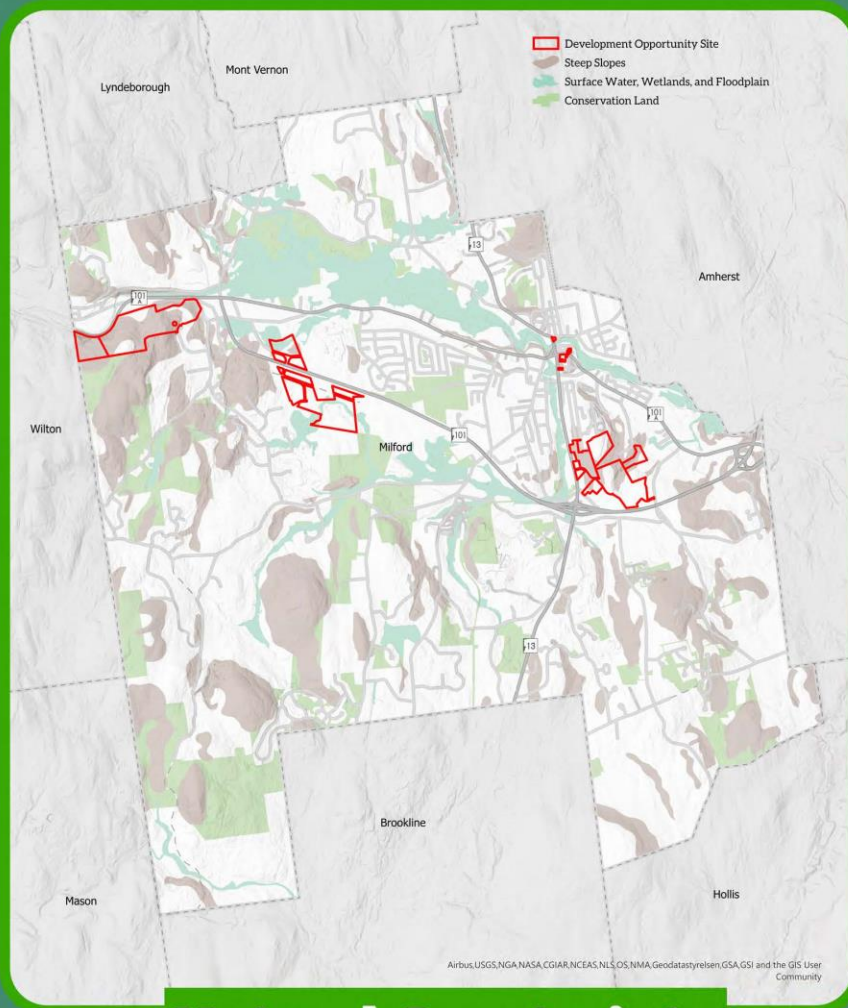 Development Opportunity Site
Steep Slopes
Surface Water, Wetlands, and Floodplain
Conservation Land
Mont Vernon
Lyndeborough
13
Amherst
101
A
Wilton
101
A
101
Milford
13
Brookline
Mason
Hollis
Airbus,USGS,NGA,NASA,CGIAR,NCEAS,NLS,OS,NMA,Geodatastyrelsen,GSA,GSI and the GIS User
Community